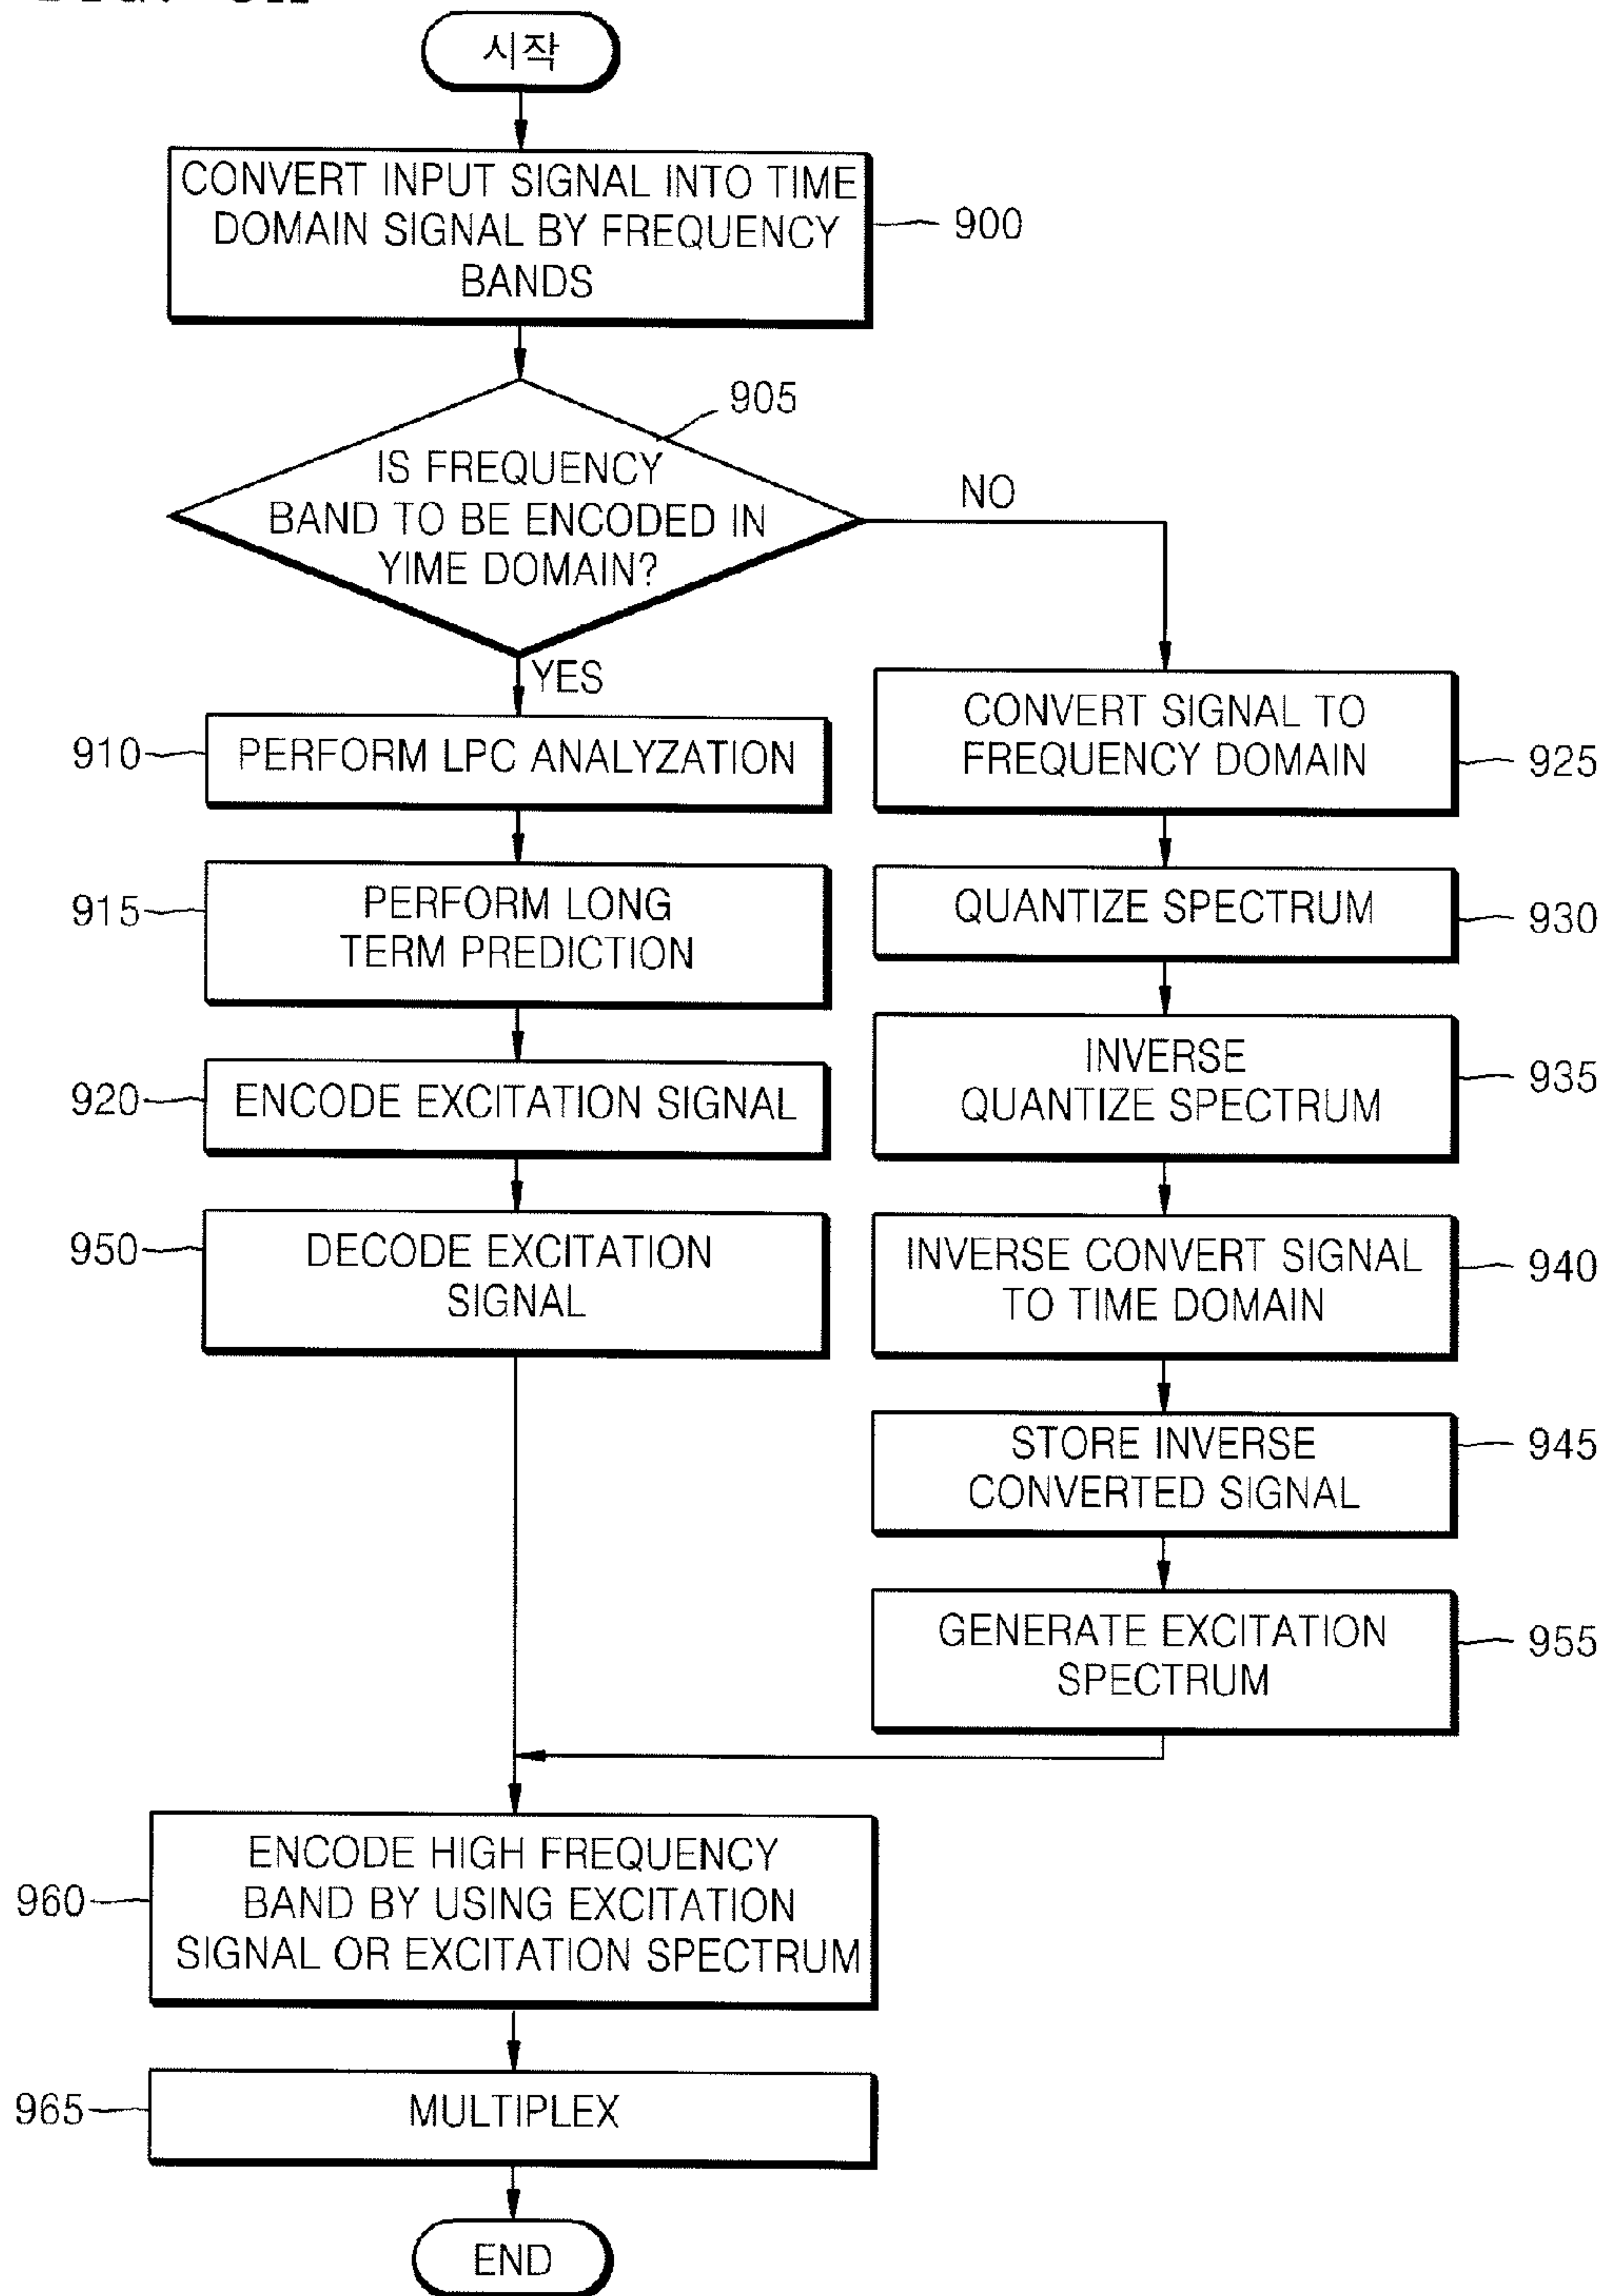 시작
CONVERT INPUT SIGNAL INTO TIME
DOMAIN SIGNAL BY FREQUENCY
BANDS
900
905
IS FREQUENCY
BAND TO BE ENCODED IN
YIME DOMAIN?
NO
YES
910
PERFORM LPC ANALYZATION
915
PERFORM LONG
TERM PREDICTION
920
ENCODE EXCITATION SIGNAL
950
DECODE EXCITATION
SIGNAL
CONVERT SIGNAL TO
FREQUENCY DOMAIN
925
QUANTIZE SPECTRUM
930
INVERSE
QUANTIZE SPECTRUM
935
INVERSE CONVERT SIGNAL
TO TIME DOMAIN
940
STORE INVERSE
CONVERTED SIGNAL
945
GENERATE EXCITATION
SPECTRUM
955
960
ENCODE HIGH FREQUENCY
BAND BY USING EXCITATION
SIGNAL OR EXCITATION SPECTRUM
965
MULTIPLEX
END